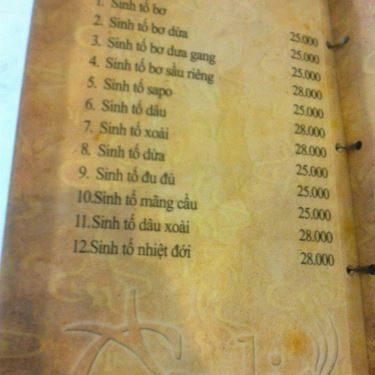 1. Sinh tố bơ 25.000
2. Sinh tố bơ dừa 25.000
3. Sinh tố bơ dưa gang 25.000
4. Sinh tố bơ sầu riêng 28.000
5. Sinh tố sapo 25.000
6. Sinh tố dâu 28.000
7. Sinh tố xoài 28.000
8. Sinh tố dừa 25.000
9. Sinh tố đu đủ 25.000
10.Sinh tố mãng cầu 25.000
11.Sinh tố dâu xoài 28.000
12.Sinh tố nhiệt đới 28.000